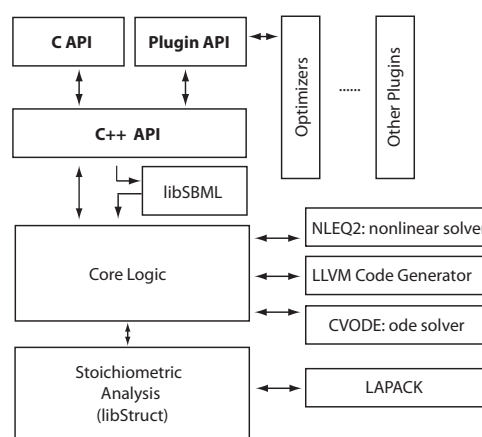 C API
Plugin API
Optimizers
......
Other Plugins
C++ API
libSBML
Core Logic
NLEQ2: nonlinear solver
LLVM Code Generator
CVODE: ode solver
Stoichiometric
Analysis
(libStruct)
LAPACK